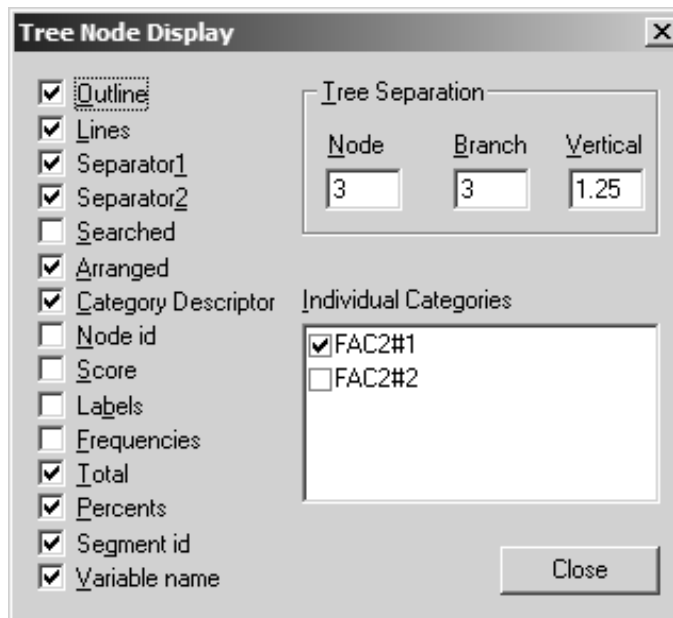 Tree Node Display
Outline
Lines
Separator1
Separator2
Searched
Arranged
Category Descriptor
Node id
Score
Labels
Frequencies
Total
Percents
Segment id
Variable name
Tree Separation
Node Branch Vertical
3 3 1.25
Individual Categories
FAC2#1
FAC2#2
Close